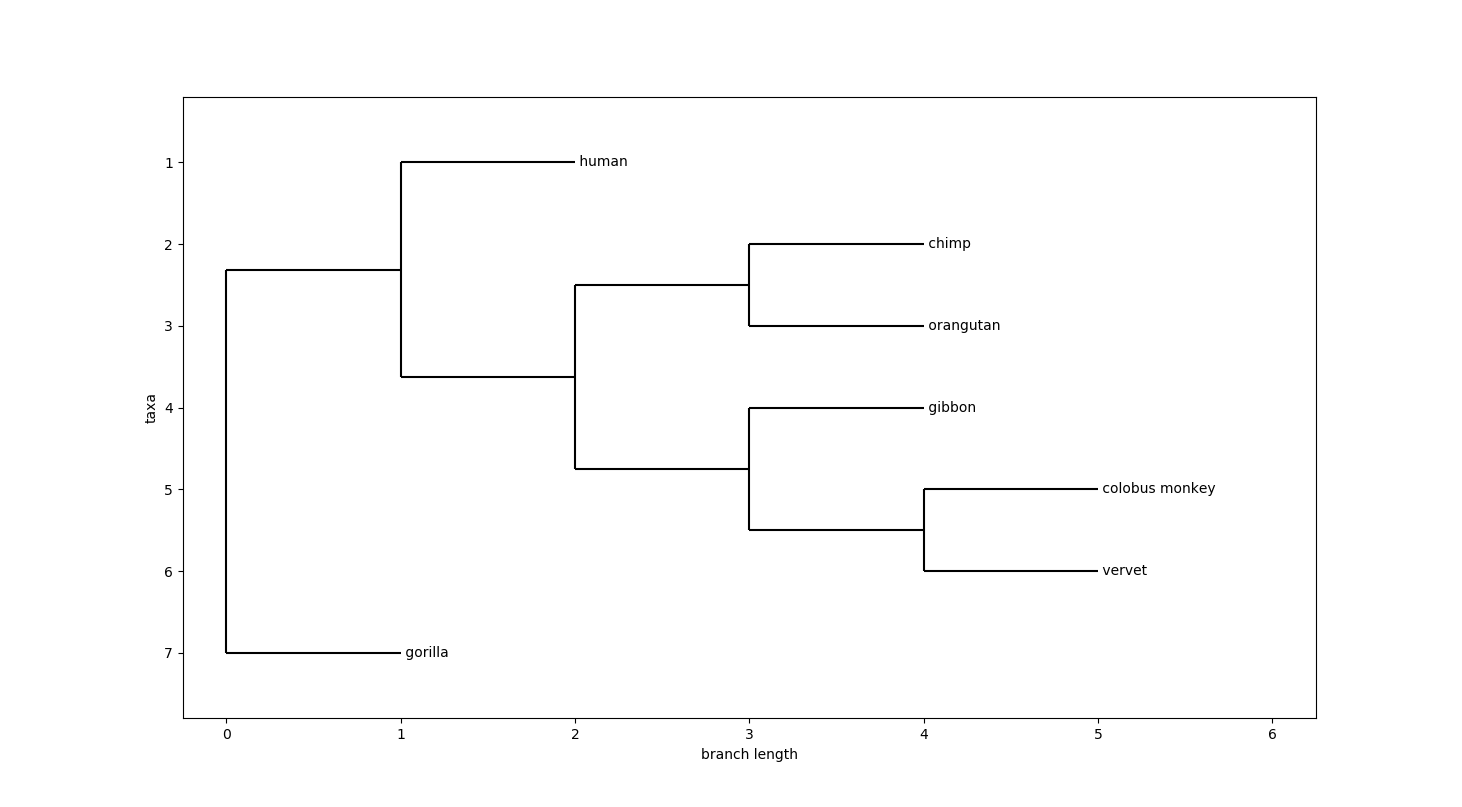 1
human
2
chimp
3
orangutan
taxa
4
gibbon
5
colobus monkey
6
vervet
7
gorilla
0 1 2 3 4 5 6
branch length